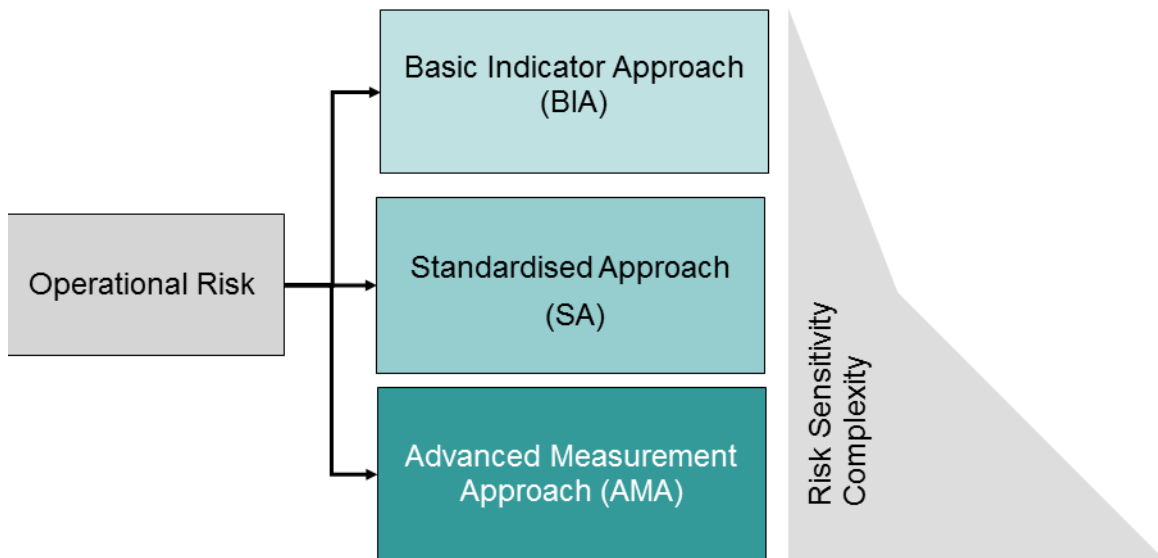 Operational Risk
Basic Indicator Approach
(BIA)
Standardised Approach
(SA)
Advanced Measurement
Approach (AMA)
Risk Sensitivity
Complexity